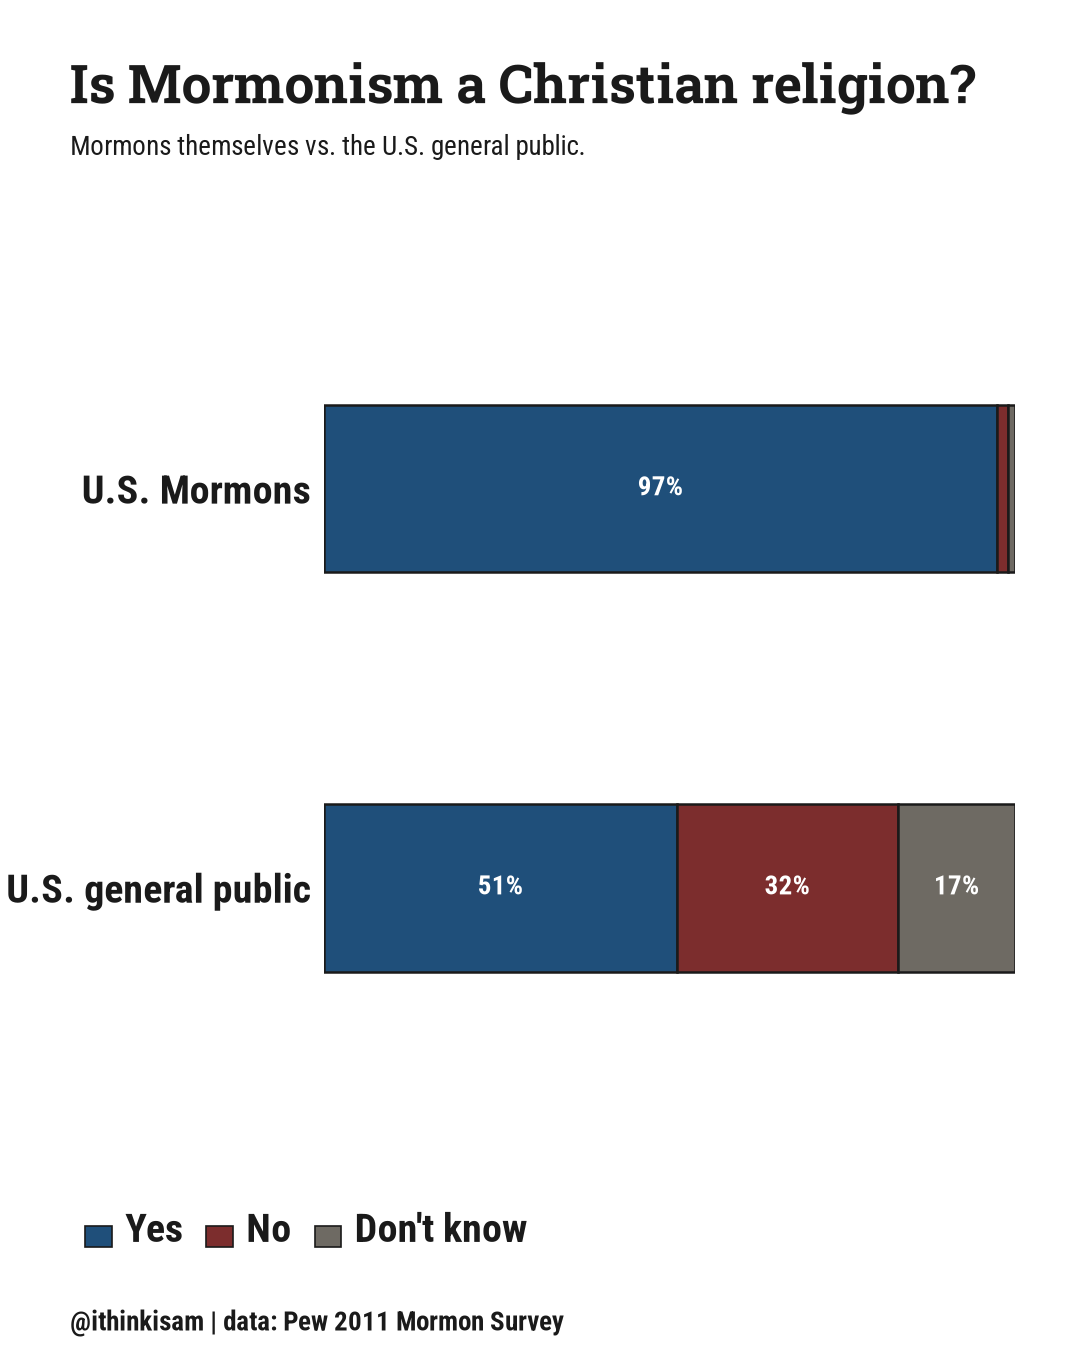 Is Mormonism a Christian religion?
Mormons themselves vs. the U.S. general public.
U.S. Mormons
97%
U.S. general public
51% 32% 17%
Yes No Don't know
@ithinkisam | data: Pew 2011 Mormon Survey